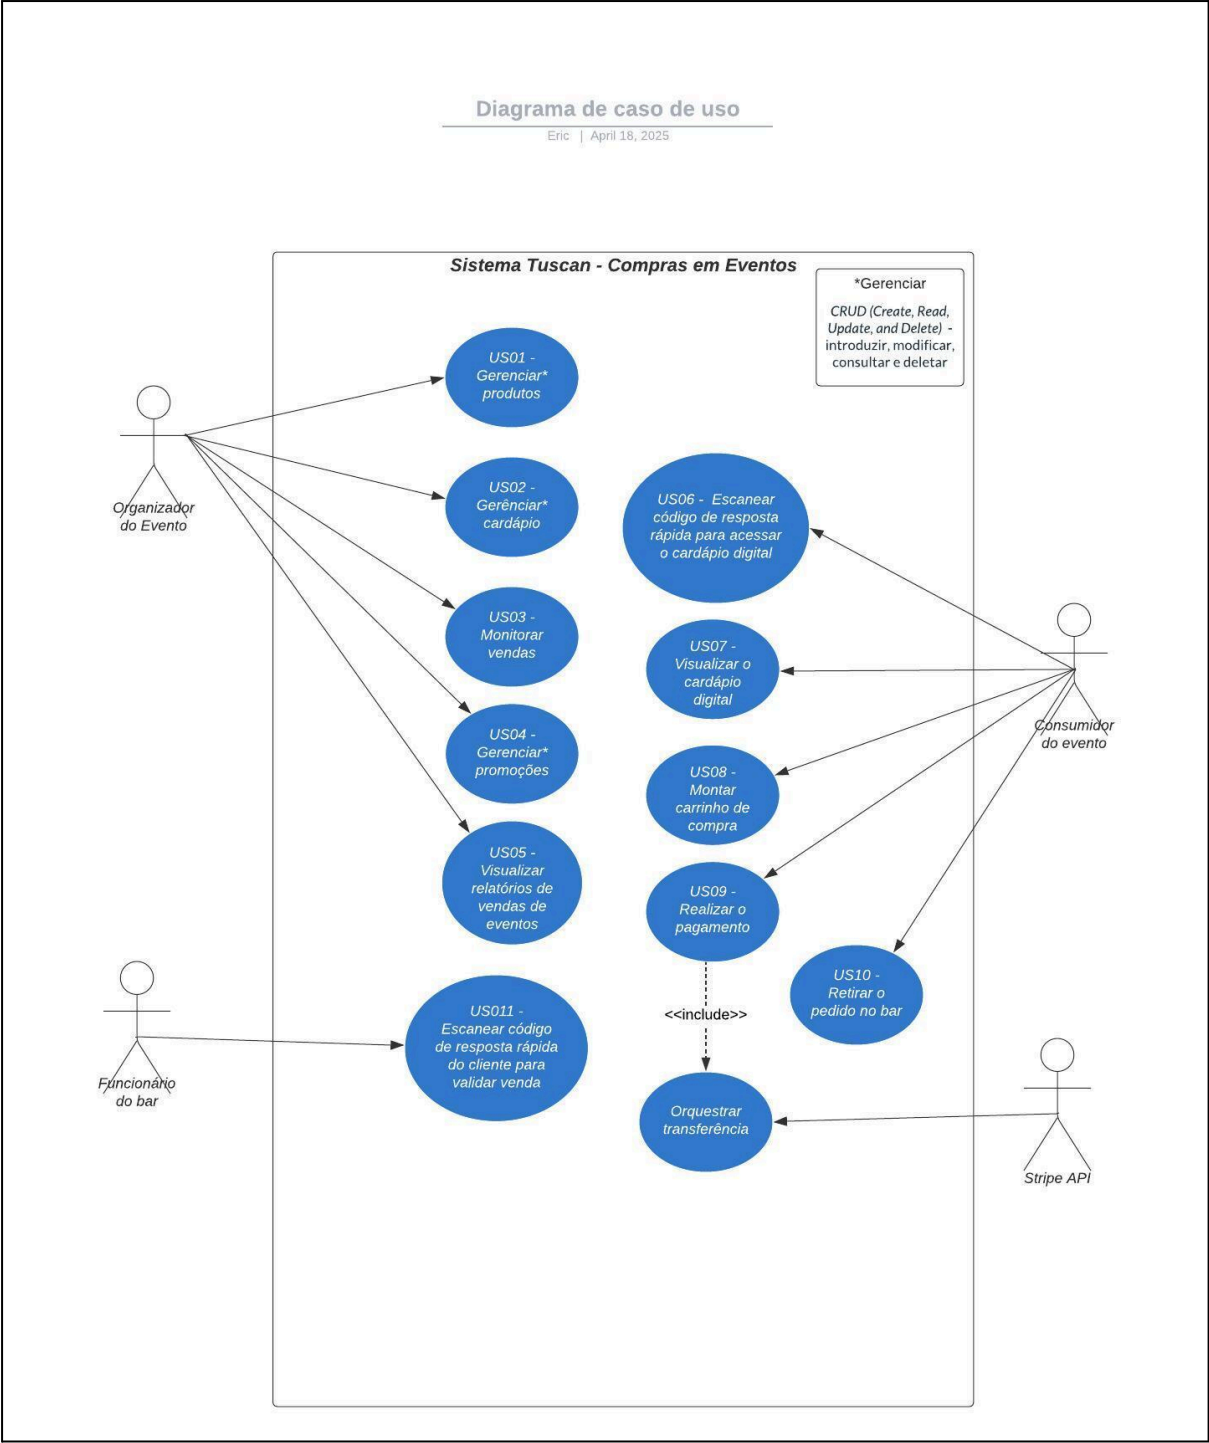 Diagrama de caso de uso
Eric | April 18, 2025
Sistema Tuscan - Compras em Eventos
*Gerenciar
CRUD (Create, Read,
Update, and Delete) -
introduzir, modificar,
consultar e deletar
US01 -
Gerenciar*
produtos
Organizador
do Evento
US02 -
Gerênciar*
cardápio
US06 - Escanear
código de resposta
rápida para acessar
o cardápio digital
US03 -
Monitorar
vendas
US07 -
Visualizar o
cardápio
digital
Consumidor
do evento
US04 -
Gerenciar*
promoções
US08 -
Montar
carrinho de
compra
US05 -
Visualizar
relatórios de
vendas de
eventos
US09 -
Realizar o
pagamento
US10 -
Retirar o
pedido no bar
<<include>>
US011 -
Escanear código
de resposta rápida
do cliente para
validar venda
Funcionário
do bar
Orquestrar
transferência
Stripe API